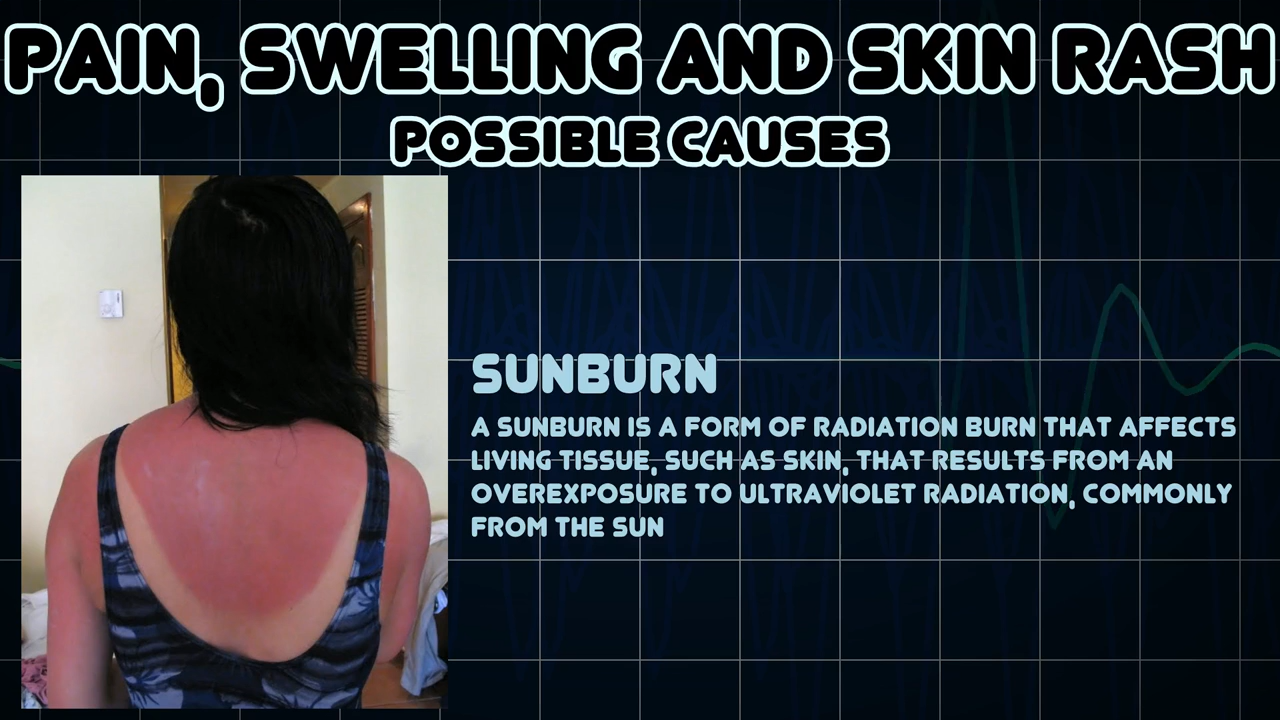 PAIN, SWELLING AND SKIN RASH
POSSIBLE CAUSES
SUNBURN
A SUNBURN IS A FORM OF RADIATION BURN THAT AFFECTS
LIVING TISSUE, SUCH AS SKIN, THAT RESULTS FROM AN
OVEREXPOSURE TO ULTRAVIOLET RADIATION, COMMONLY
FROM THE SUN